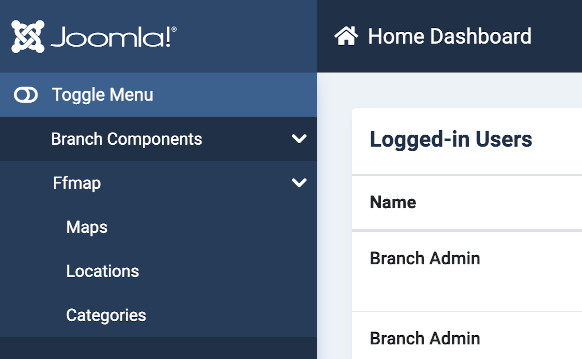 Joomla!®
Home Dashboard
Toggle Menu
Branch Components
Ffmap
Maps
Locations
Categories
Logged-in Users
Name
Branch Admin
Branch Admin